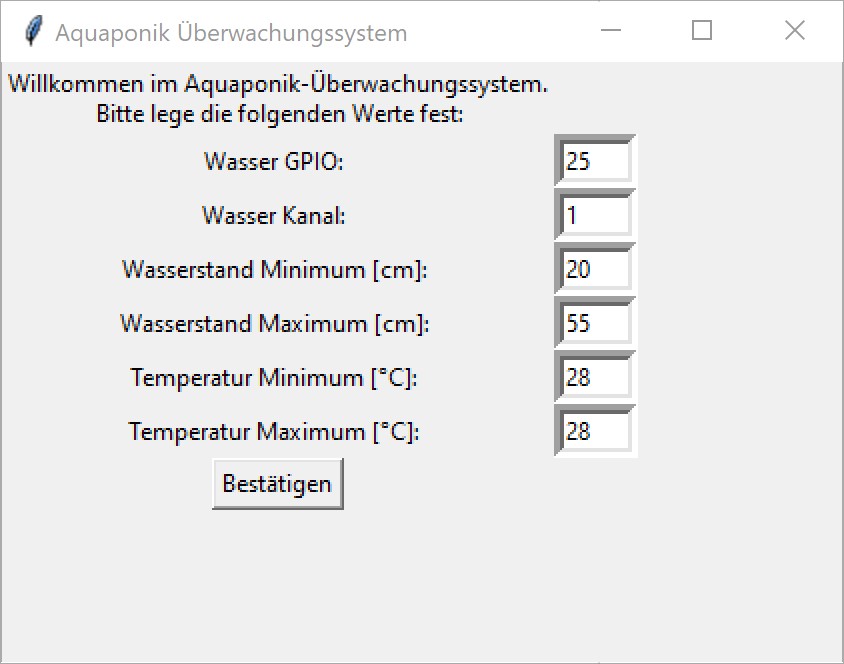 Aquaponik Überwachungssystem
Willkommen im Aquaponik-Überwachungssystem.
Bitte lege die folgenden Werte fest:
Wasser GPIO: 25
Wasser Kanal: 1
Wasserstand Minimum [cm]: 20
Wasserstand Maximum [cm]: 55
Temperatur Minimum [°C]: 28
Temperatur Maximum [°C]: 28
Bestätigen